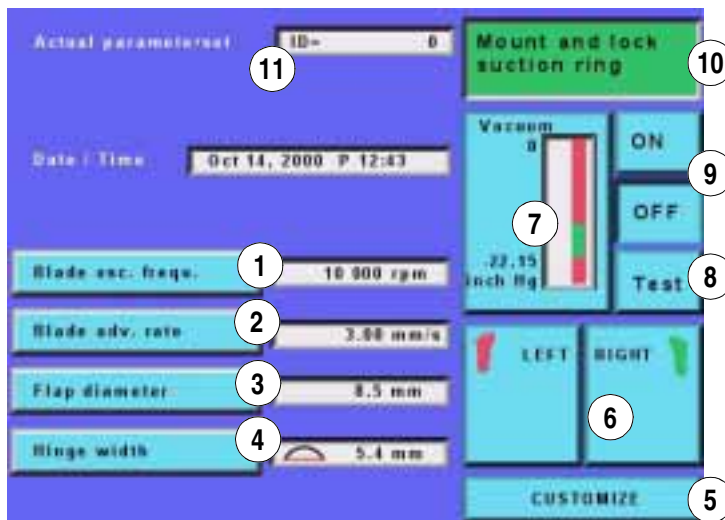 Actual parameterset
ID= 0
11
Mount and lock
suction ring
10
Date / Time
Oct 14, 2000 P 12:43
Vacuum
0
7
-22.15
inch Hg
ON
9
OFF
8
Test
Blade osc. frequ.
1
10 000 rpm
Blade adv. rate
2
3.00 mm/s
Flap diameter
3
8.5 mm
Hinge width
4
5.4 mm
LEFT
RIGHT
6
CUSTOMIZE
5